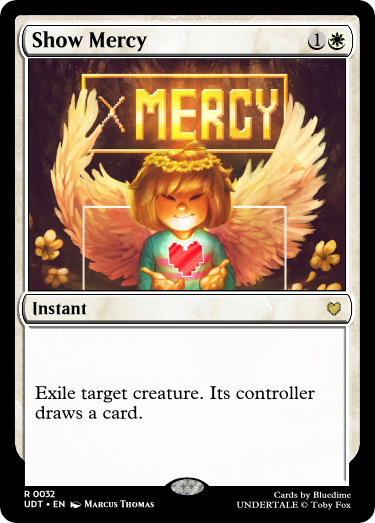 Show Mercy 1
MERCY
Instant
Exile target creature. Its controller
draws a card.
R 0032 Cards by Bluedime
UDT • EN Marcus Thomas UNDERTALE © Toby Fox